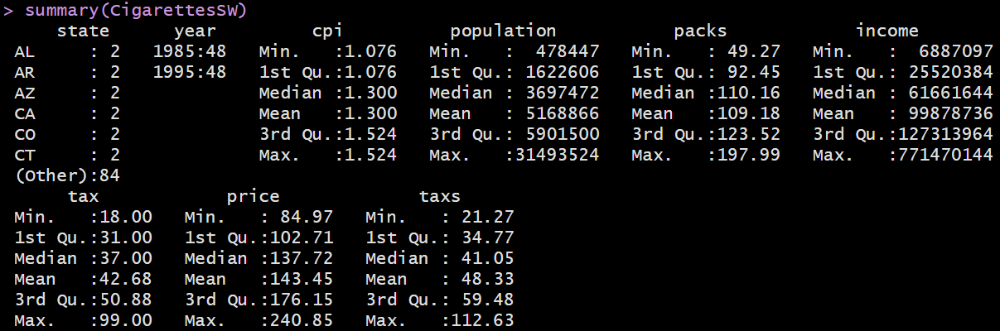 > summary(CigarettesSW)
     state      year          cpi          population           packs            income
 AL     : 2   1985:48   Min.   :1.076   Min.   :  478447   Min.   : 49.27   Min.   :  6887097
 AR     : 2   1995:48   1st Qu.:1.076   1st Qu.: 1622606   1st Qu.: 92.45   1st Qu.: 25520384
 AZ     : 2             Median :1.300   Median : 3697472   Median :110.16   Median : 61661644
 CA     : 2             Mean   :1.300   Mean   : 5168866   Mean   :109.18   Mean   : 99878736
 CO     : 2             3rd Qu.:1.524   3rd Qu.: 5901500   3rd Qu.:123.52   3rd Qu.:127313964
 CT     : 2             Max.   :1.524   Max.   :31493524   Max.   :197.99   Max.   :771470144
 (Other):84
      tax            price             taxs
 Min.   :18.00   Min.   : 84.97   Min.   : 21.27
 1st Qu.:31.00   1st Qu.:102.71   1st Qu.: 34.77
 Median :37.00   Median :137.72   Median : 41.05
 Mean   :42.68   Mean   :143.45   Mean   : 48.33
 3rd Qu.:50.88   3rd Qu.:176.15   3rd Qu.: 59.48
 Max.   :99.00   Max.   :240.85   Max.   :112.63